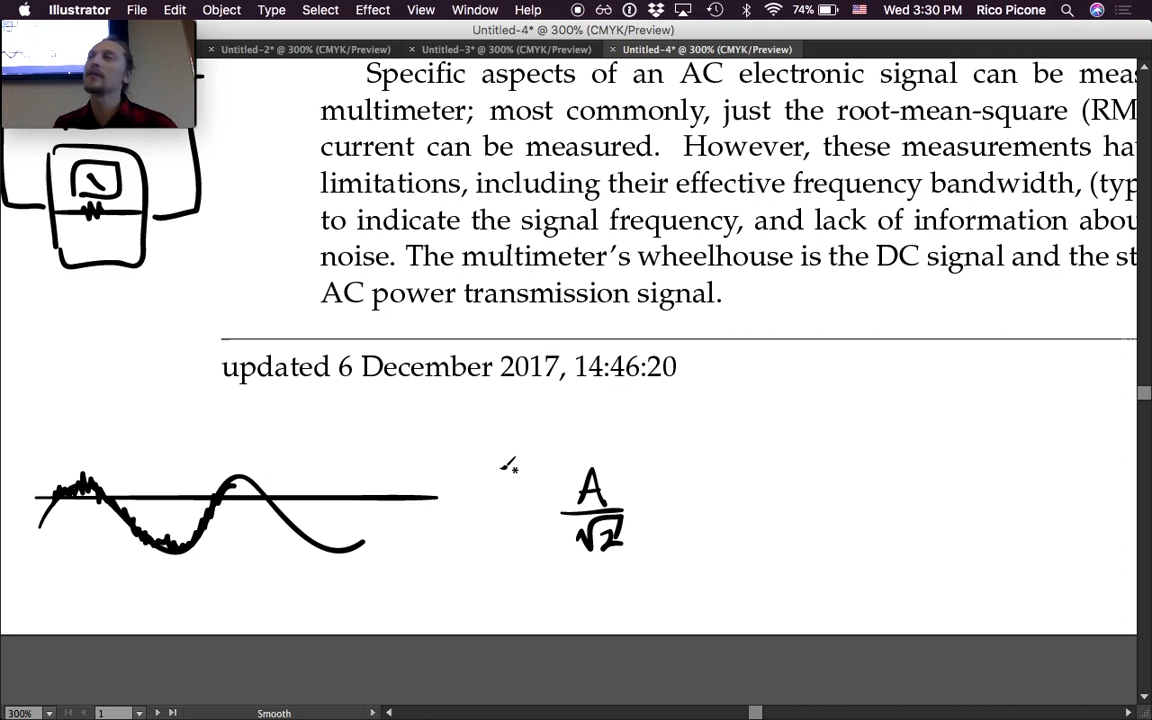 Illustrator File Edit Object Type Select Effect View Window Help 74% Wed 3:30 PM Rico Picone
Untitled-4* @ 300% (CMYK/Preview)
Untitled-2* @ 300% (CMYK/Preview) Untitled-3* @ 300% (CMYK/Preview) Untitled-4* @ 300% (CMYK/Preview)
Specific aspects of an AC electronic signal can be meas
multimeter; most commonly, just the root-mean-square (RM
current can be measured. However, these measurements ha
limitations, including their effective frequency bandwidth, (typ
to indicate the signal frequency, and lack of information abou
noise. The multimeter's wheelhouse is the DC signal and the st
AC power transmission signal.
updated 6 December 2017, 14:46:20
A
√2
300% 1 Smooth